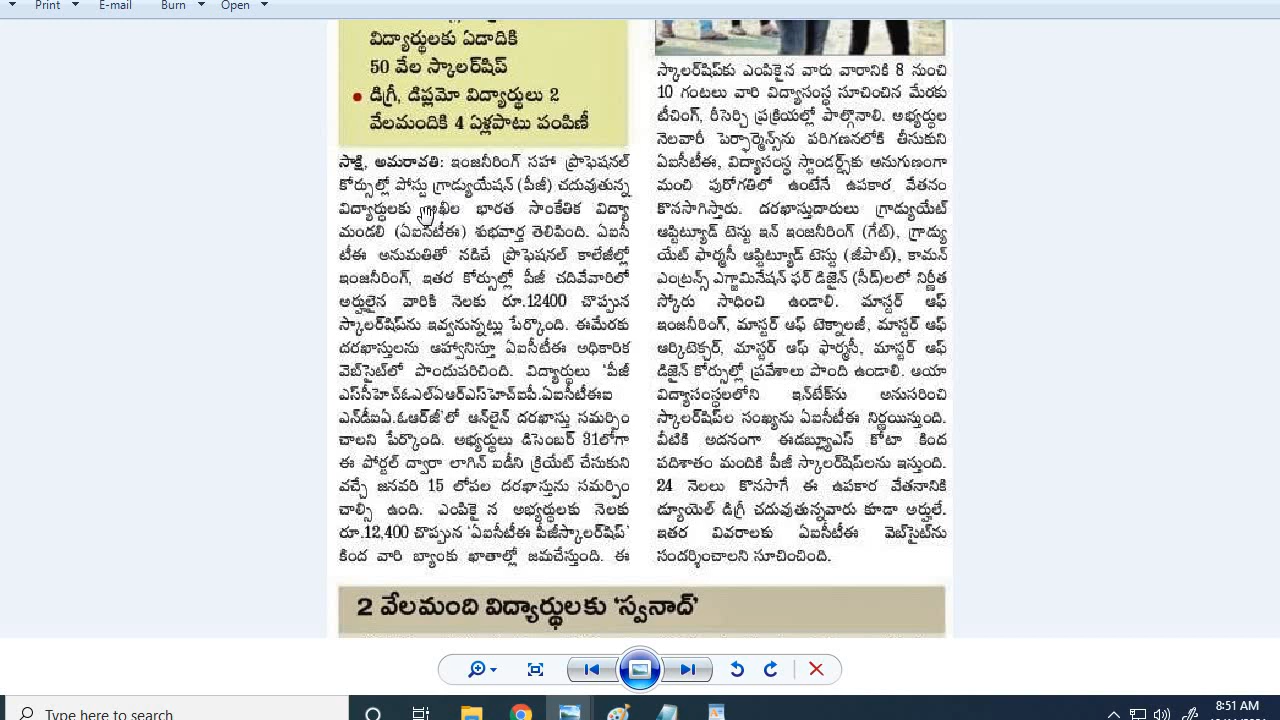 Print
E-mail
Burn
Open
విద్యార్థులకు ఏడాదికి
50 వేల స్కాలర్‌షిప్
• డిగ్రీ, డిప్లమో విద్యార్థులు 2
వేలమందికి 4 ఏళ్లపాటు పంపిణీ
సాక్షి, అమరావతి: ఇంజనీరింగ్ సహా ప్రొఫెషనల్
కోర్సుల్లో పోస్టు గ్రాడ్యుయేషన్ (పీజీ) చదువుతున్న
విద్యార్థులకు అఖిల భారత సాంకేతిక విద్యా
మండలి (ఏఐసీటీఈ) శుభవార్త తెలిపింది. ఏఐసీ
టీఈ అనుమతితో నడిచే ప్రొఫెషనల్ కాలేజీల్లో
ఇంజనీరింగ్, ఇతర కోర్సుల్లో పీజీ చదివేవారిలో
అర్హులైన వారికి నెలకు రూ.12400 చొప్పున
స్కాలర్‌షిప్‌ను ఇవ్వనున్నట్లు పేర్కొంది. ఈమేరకు
దరఖాస్తులను ఆహ్వానిస్తూ ఏఐసీటీఈ అధికారిక
వెబ్‌సైట్‌లో పొందుపరిచింది. విద్యార్థులు ‘పీజీ
ఎస్‌సీహెచ్‌ఓఎల్‌ఏఆర్‌ఎస్‌హెచ్‌ఐపీ.ఏఐసీటీఈఐ
ఎన్‌డీఐఏ.ఓఆర్‌జీ’లో ఆన్‌లైన్ దరఖాస్తు సమర్పిం
చాలని పేర్కొంది. అభ్యర్థులు డిసెంబర్ 31లోగా
ఈ పోర్టల్ ద్వారా లాగిన్ ఐడీని క్రియేట్ చేసుకుని
వచ్చే జనవరి 15 లోపల దరఖాస్తును సమర్పిం
చాల్సి ఉంది. ఎంపికై న అభ్యర్థులకు నెలకు
రూ.12,400 చొప్పున ‘ఏఐసీటీఈ పీజీస్కాలర్‌షిప్’
కింద వారి బ్యాంకు ఖాతాల్లో జమచేస్తుంది. ఈ
స్కాలర్‌షిప్‌కు ఎంపికైన వారు వారానికి 8 నుంచి
10 గంటలు వారి విద్యాసంస్థ సూచించిన మేరకు
టీచింగ్, రీసెర్చి ప్రక్రియల్లో పాల్గొనాలి. అభ్యర్థుల
నెలవారీ పెర్ఫార్మెన్స్‌ను పరిగణనలోకి తీసుకుని
ఏఐసీటీఈ, విద్యాసంస్థ స్టాండర్డ్స్‌కు అనుగుణంగా
మంచి పురోగతిలో ఉంటేనే ఉపకార వేతనం
కొనసాగిస్తారు. దరఖాస్తుదారులు గ్రాడ్యుయేట్
ఆప్టిట్యూడ్ టెస్టు ఇన్ ఇంజనీరింగ్ (గేట్), గ్రాడ్యు
యేట్ ఫార్మసీ ఆప్టిట్యూడ్ టెస్టు (జీపాట్), కామన్
ఎంట్రన్స్ ఎగ్జామినేషన్ ఫర్ డిజైన్ (సీడ్)లలో నిర్ణీత
స్కోరు సాధించి ఉండాలి. మాస్టర్ ఆఫ్
ఇంజనీరింగ్, మాస్టర్ ఆఫ్ టెక్నాలజీ, మాస్టర్ ఆఫ్
ఆర్కిటెక్చర్, మాస్టర్ ఆఫ్ ఫార్మసీ, మాస్టర్ ఆఫ్
డిజైన్ కోర్సుల్లో ప్రవేశాలు పొంది ఉండాలి. ఆయా
విద్యాసంస్థలలోని ఇన్‌టేక్‌ను అనుసరించి
స్కాలర్‌షిప్‌ల సంఖ్యను ఏఐసీటీఈ నిర్ణయిస్తుంది.
వీటికి అదనంగా ఈడబ్ల్యూఎస్ కోటా కింద
పదిశాతం మందికి పీజీ స్కాలర్‌షిప్‌లను ఇస్తుంది.
24 నెలలు కొనసాగే ఈ ఉపకార వేతనానికి
డ్యూయెల్ డిగ్రీ చదువుతున్నవారు కూడా అర్హులే.
ఇతర వివరాలకు ఏఐసీటీఈ వెబ్‌సైట్‌ను
సందర్శించాలని సూచించింది.
2 వేలమంది విద్యార్థులకు ‘స్వనాద్’
Type here to search
8:51 AM